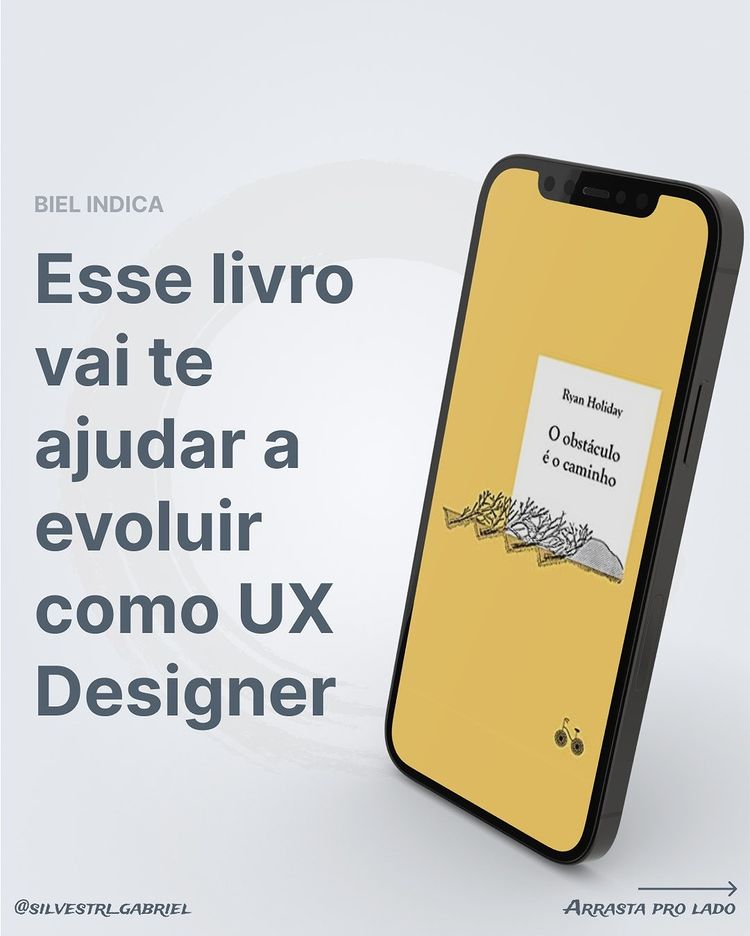 BIEL INDICA
Esse livro
vai te
ajudar a
evoluir
como UX
Designer
Ryan Holiday
O obstáculo
é o caminho
@SILVESTRI_GABRIEL
ARRASTA PRO LADO